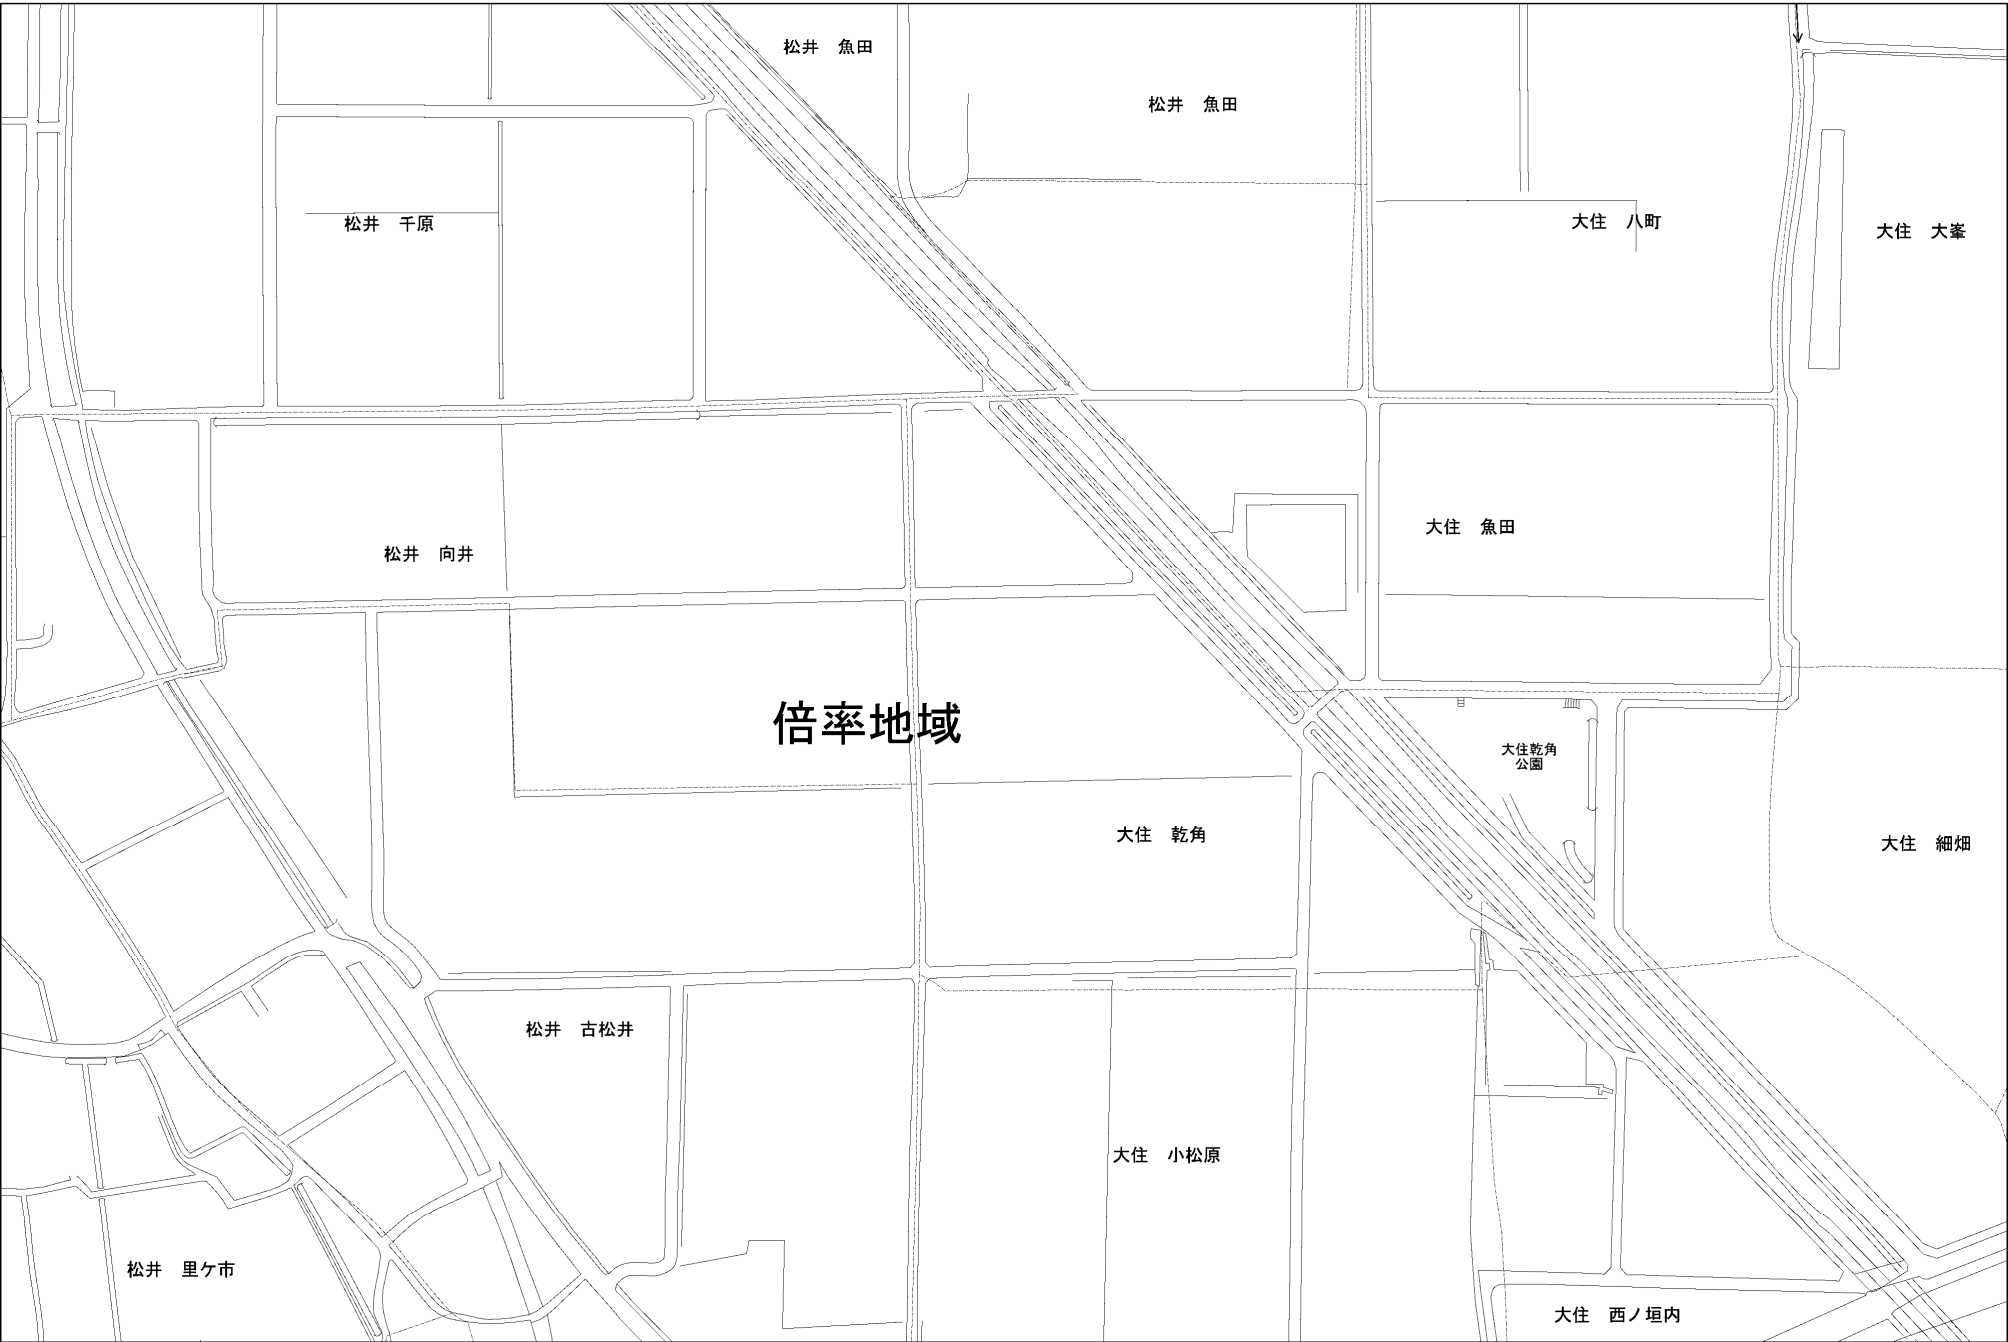 松井　魚田
松井　魚田
松井　千原
大住　八町
大住　大峯
大住　魚田
松井　向井
倍率地域
大住乾角
公園
大住　乾角
大住　細畑
松井　古松井
大住　小松原
松井　里ケ市
大住　西ノ垣内